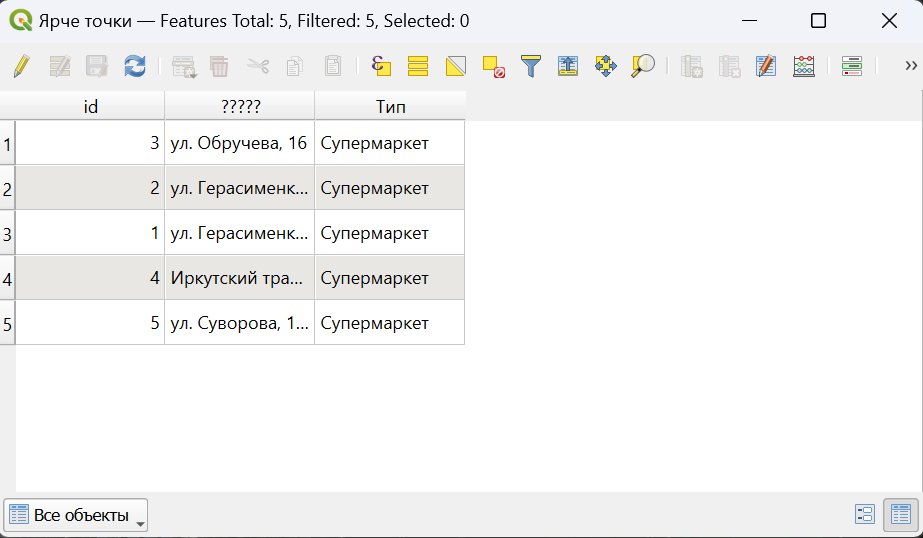 Ярче точки — Features Total: 5, Filtered: 5, Selected: 0
id ????? Тип
1 3 ул. Обручева, 16 Супермаркет
2 2 ул. Герасименк... Супермаркет
3 1 ул. Герасименк... Супермаркет
4 4 Иркутский тра... Супермаркет
5 5 ул. Суворова, 1... Супермаркет
Все объекты